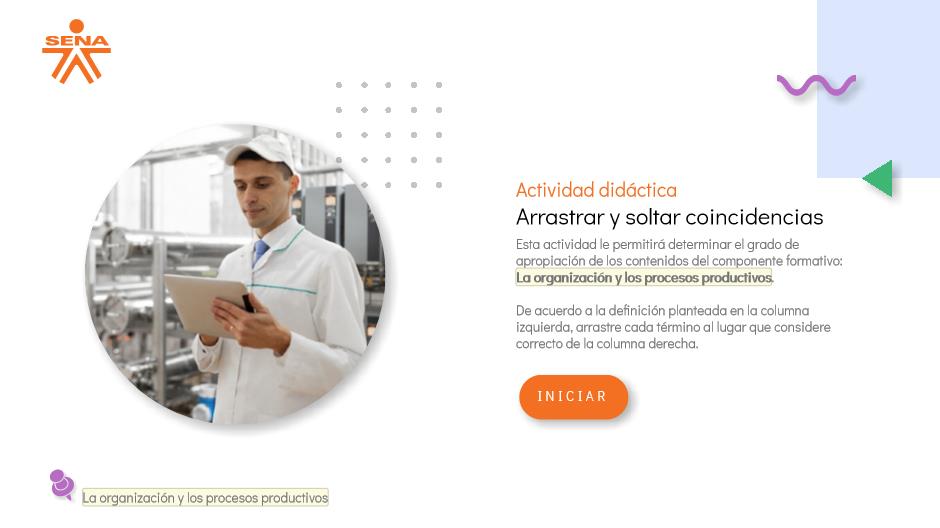 SENA
Actividad didáctica
Arrastrar y soltar coincidencias
Esta actividad le permitirá determinar el grado de
apropiación de los contenidos del componente formativo:
La organización y los procesos productivos.
De acuerdo a la definición planteada en la columna
izquierda, arrastre cada término al lugar que considere
correcto de la columna derecha.
INICIAR
La organización y los procesos productivos